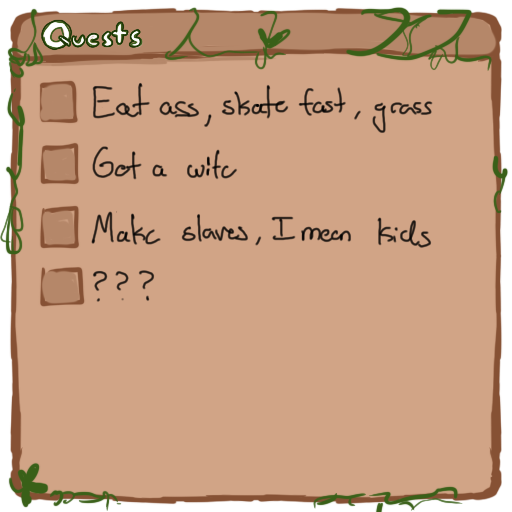 Quests
Eat ass, skate fast, grass
Get a wife
Make slaves, I mean kids
???